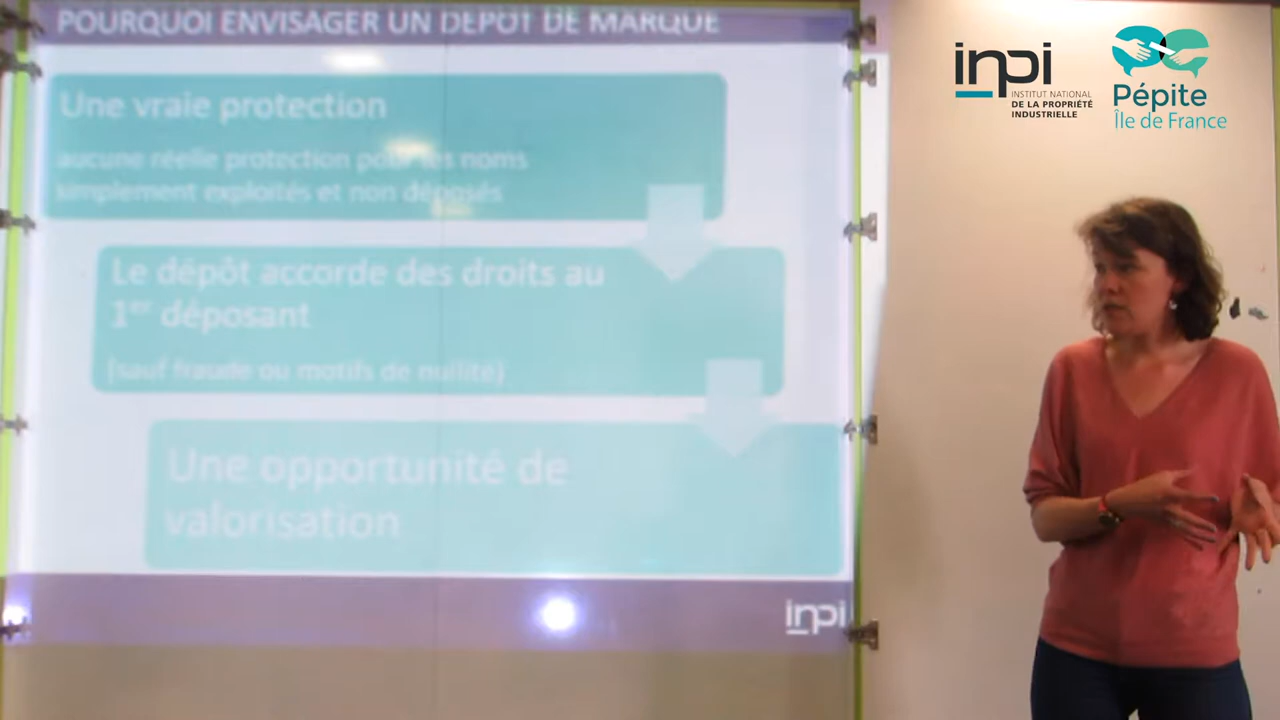 POURQUOI ENVISAGER UN DEPOT DE MARQUE
Une vraie protection
aucune réelle protection pour les noms
simplement exploités et non déposés
Le dépôt accorde des droits au
1er déposant
(sauf fraude ou motifs de nullité)
Une opportunité de
valorisation
inpi
inpi
INSTITUT NATIONAL
DE LA PROPRIÉTÉ
INDUSTRIELLE
Pépite
Île de France